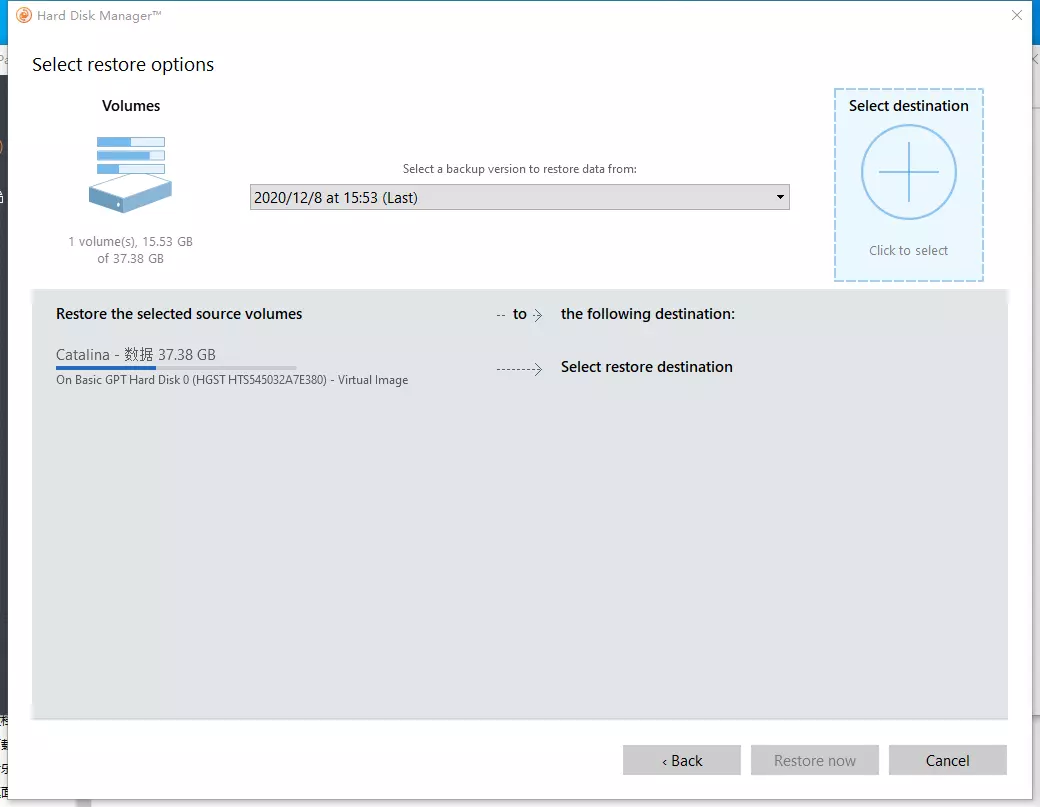 Hard Disk Manager™
Select restore options
Volumes
1 volume(s), 15.53 GB
of 37.38 GB
Select a backup version to restore data from:
2020/12/8 at 15:53 (Last)
Select destination
Click to select
Restore the selected source volumes
to
the following destination:
Catalina - 数据 37.38 GB
On Basic GPT Hard Disk 0 (HGST HTS545032A7E380) - Virtual Image
Select restore destination
‹ Back
Restore now
Cancel